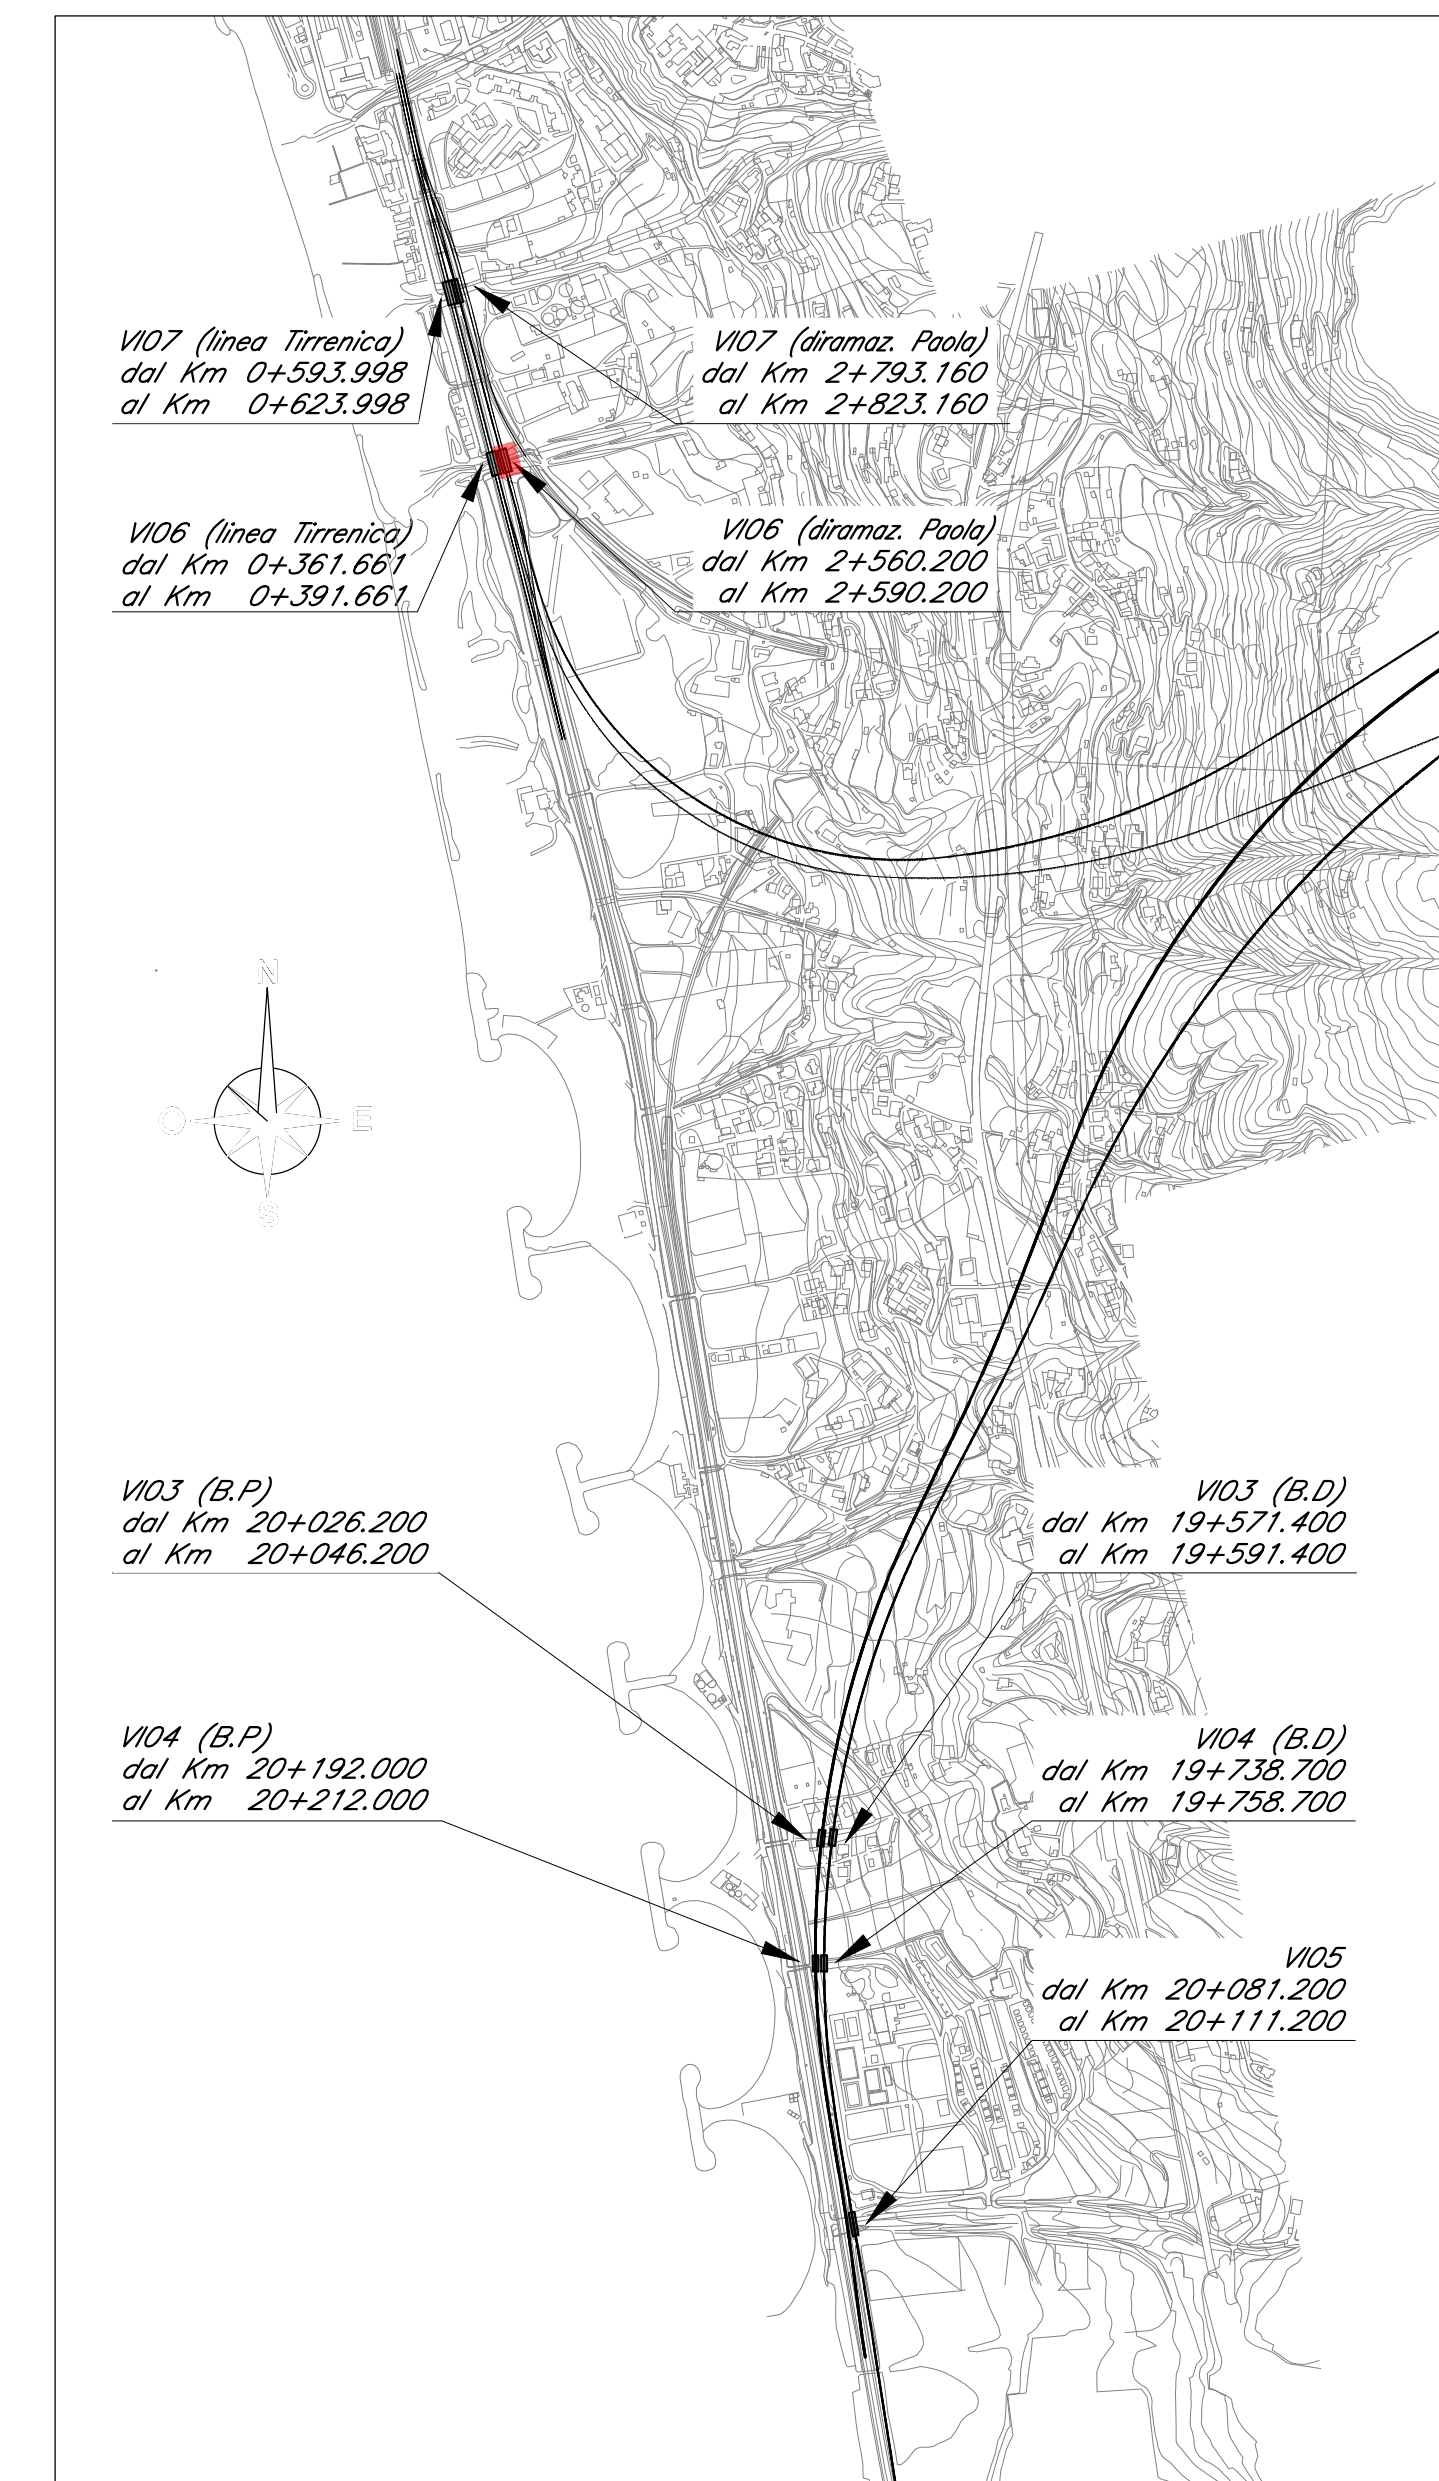 VI07 (linea Tirrenica)
dal Km 0+593.998
al Km 0+623.998
VI07 (diramaz. Paola)
dal Km 2+793.160
al Km 2+823.160
VI06 (linea Tirrenica)
dal Km 0+361.661
al Km 0+391.661
VI06 (diramaz. Paola)
dal Km 2+560.200
al Km 2+590.200
N
O
E
S
VI03 (B.P)
dal Km 20+026.200
al Km 20+046.200
VI03 (B.D)
dal Km 19+571.400
al Km 19+591.400
VI04 (B.P)
dal Km 20+192.000
al Km 20+212.000
VI04 (B.D)
dal Km 19+738.700
al Km 19+758.700
VI05
dal Km 20+081.200
al Km 20+111.200